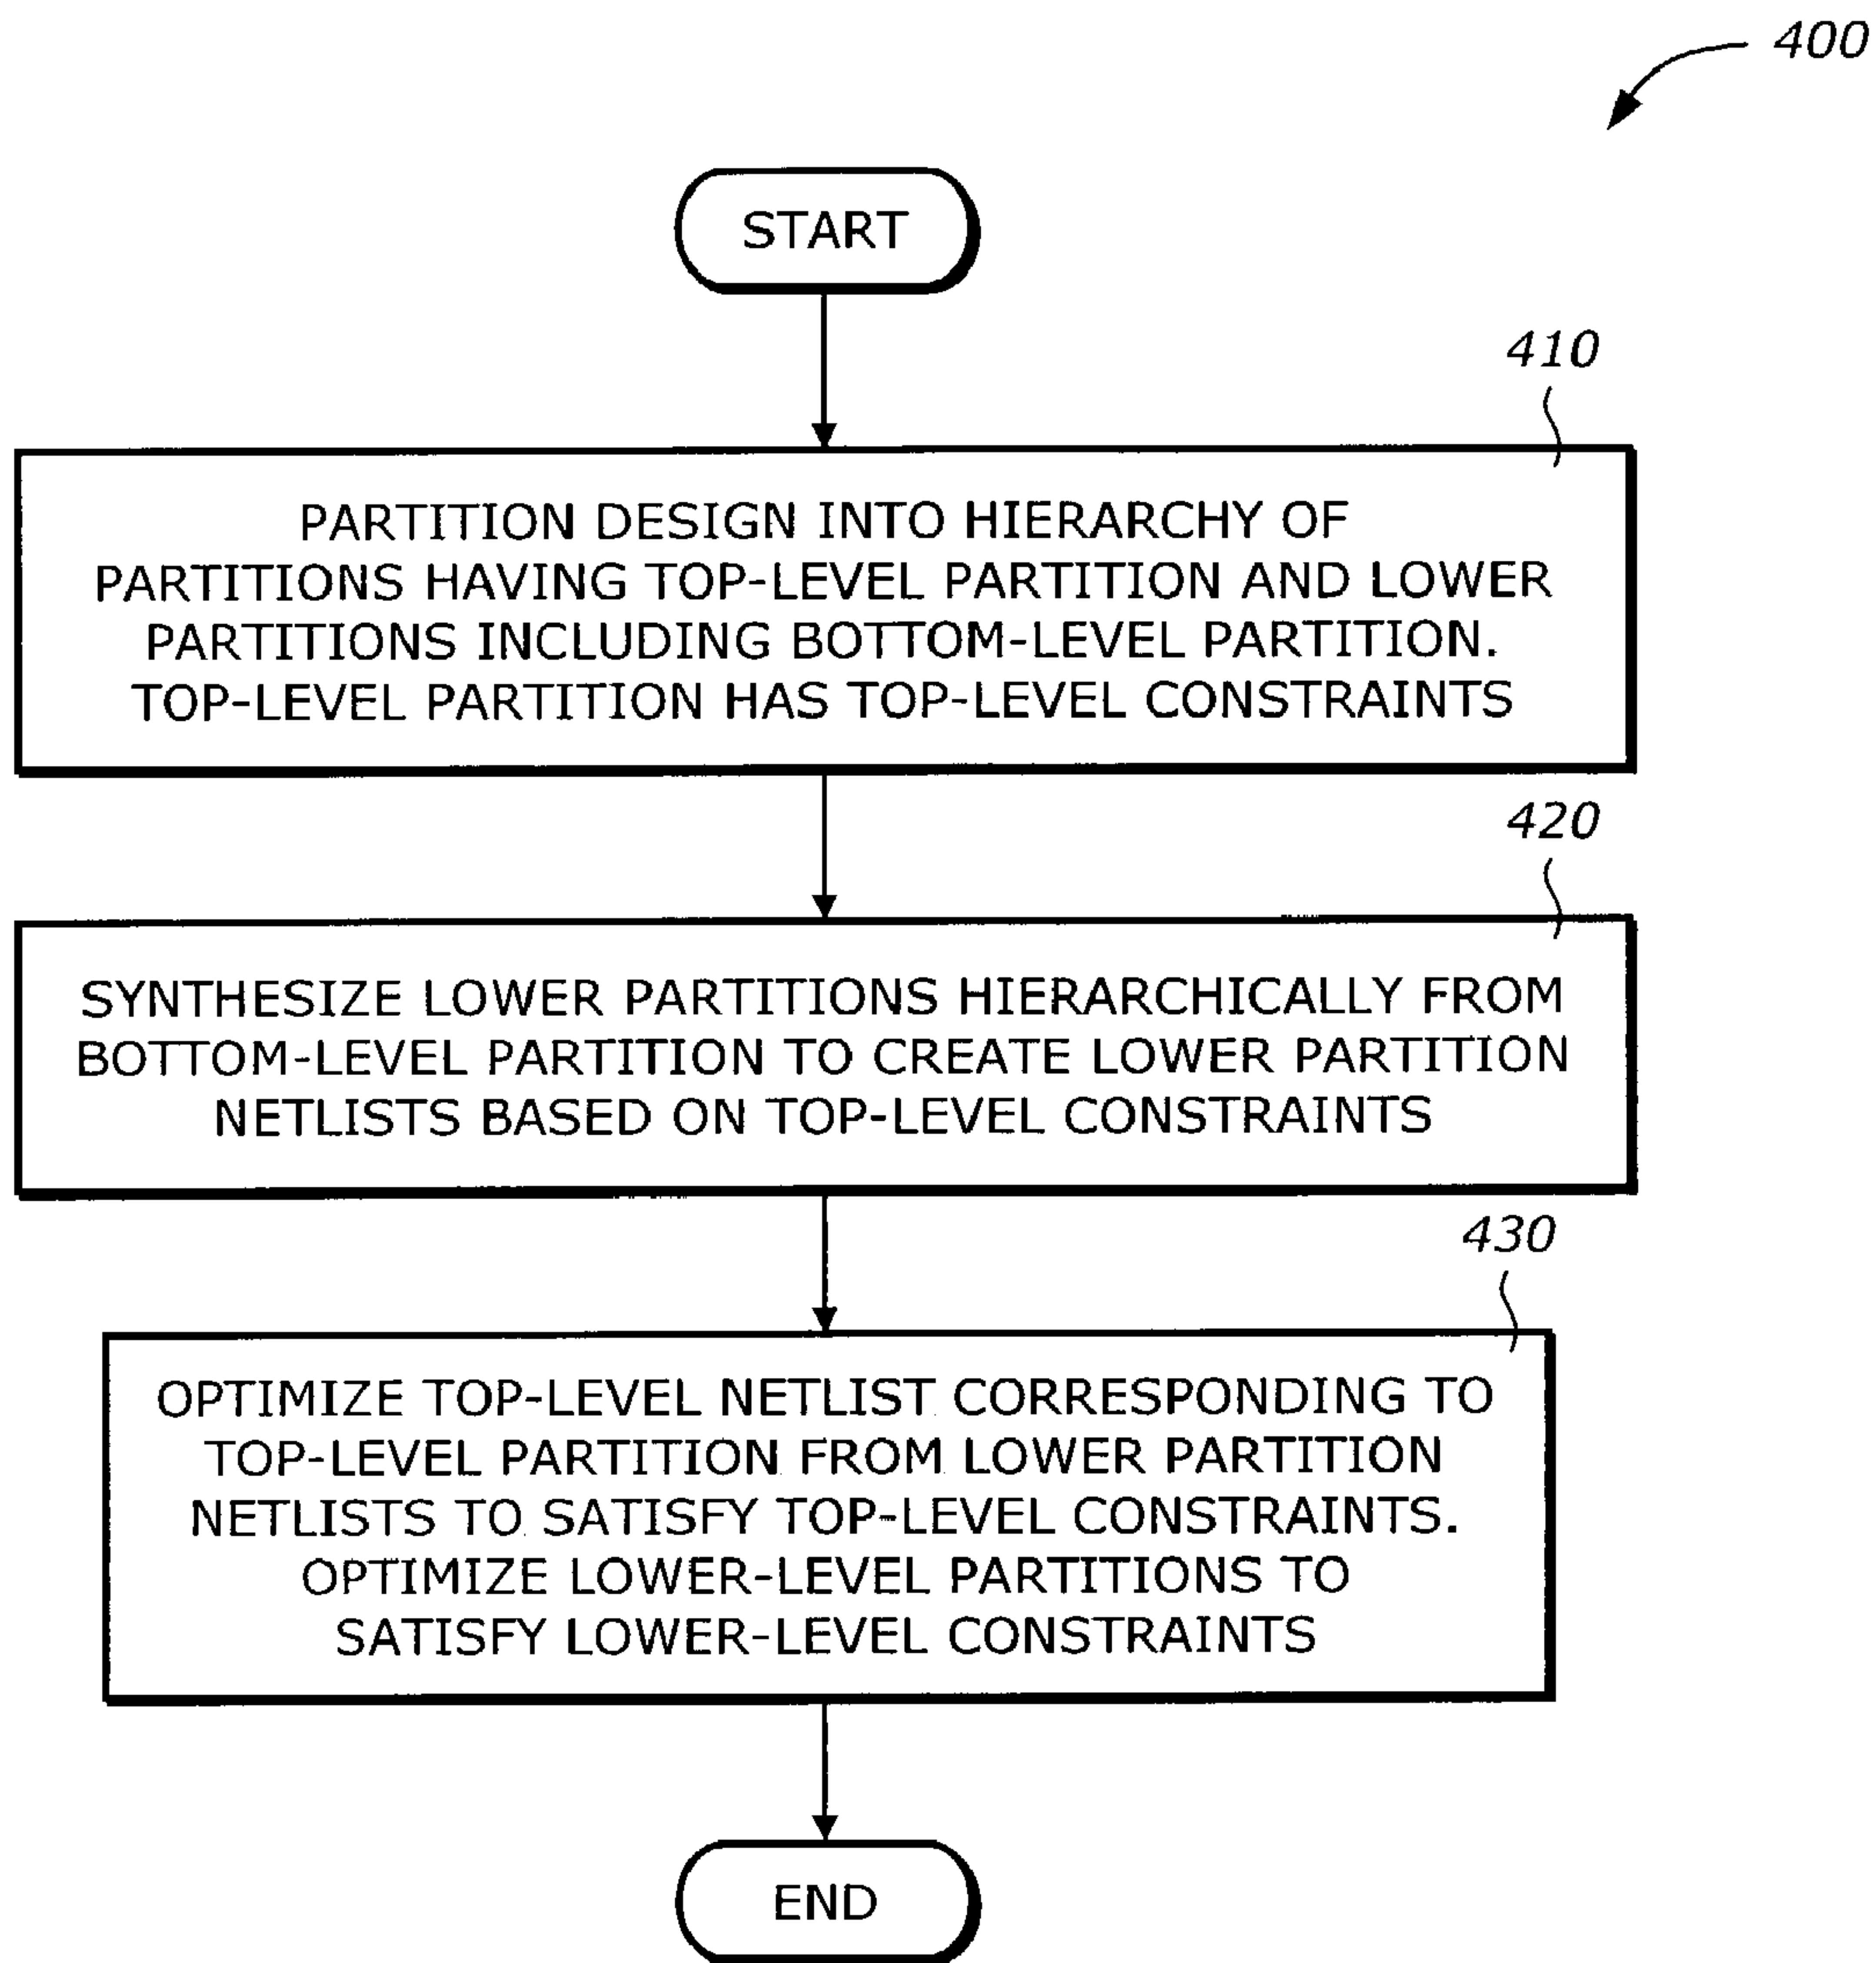 400
START
410
PARTITION DESIGN INTO HIERARCHY OF
PARTITIONS HAVING TOP-LEVEL PARTITION AND LOWER
PARTITIONS INCLUDING BOTTOM-LEVEL PARTITION.
TOP-LEVEL PARTITION HAS TOP-LEVEL CONSTRAINTS
420
SYNTHESIZE LOWER PARTITIONS HIERARCHICALLY FROM
BOTTOM-LEVEL PARTITION TO CREATE LOWER PARTITION
NETLISTS BASED ON TOP-LEVEL CONSTRAINTS
430
OPTIMIZE TOP-LEVEL NETLIST CORRESPONDING TO
TOP-LEVEL PARTITION FROM LOWER PARTITION
NETLISTS TO SATISFY TOP-LEVEL CONSTRAINTS.
OPTIMIZE LOWER-LEVEL PARTITIONS TO
SATISFY LOWER-LEVEL CONSTRAINTS
END